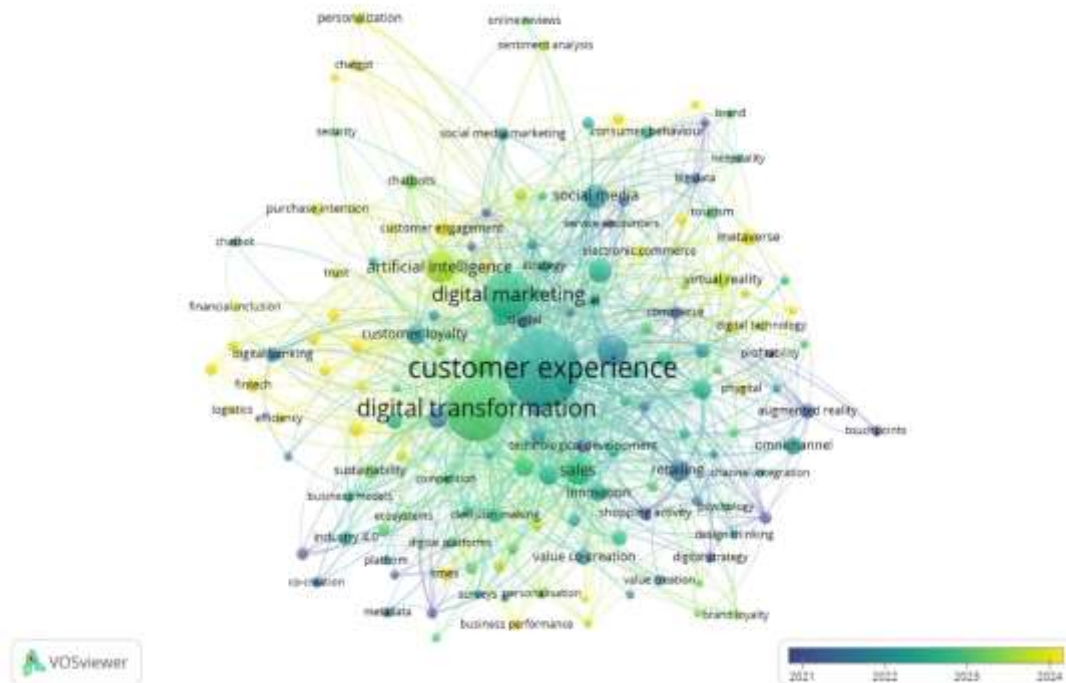 personalization
online reviews
sentiment analysis
chatgpt
brand
security
social media marketing
consumer behaviour
hospitality
chatbots
big data
social media
purchase intention
tourism
customer engagement
service encounters
metaverse
chatbot
electronic commerce
artificial intelligence
strategy
trust
virtual reality
digital marketing
financial inclusion
commerce
digital
digital technology
customer loyalty
digital banking
profitability
customer experience
fintech
phygital
logistics
digital transformation
efficiency
augmented reality
touchpoints
technological development
omnichannel
sustainability
sales
retailing
channel integration
competition
business models
innovation
psychology
ecosystems
decision making
shopping activity
industry 4.0
digital platforms
design thinking
platform
value co-creation
digital strategy
smes
co-creation
value creation
surveys
personalisation
metadata
brand loyalty
business performance
VOSviewer
2021 2022 2023 2024